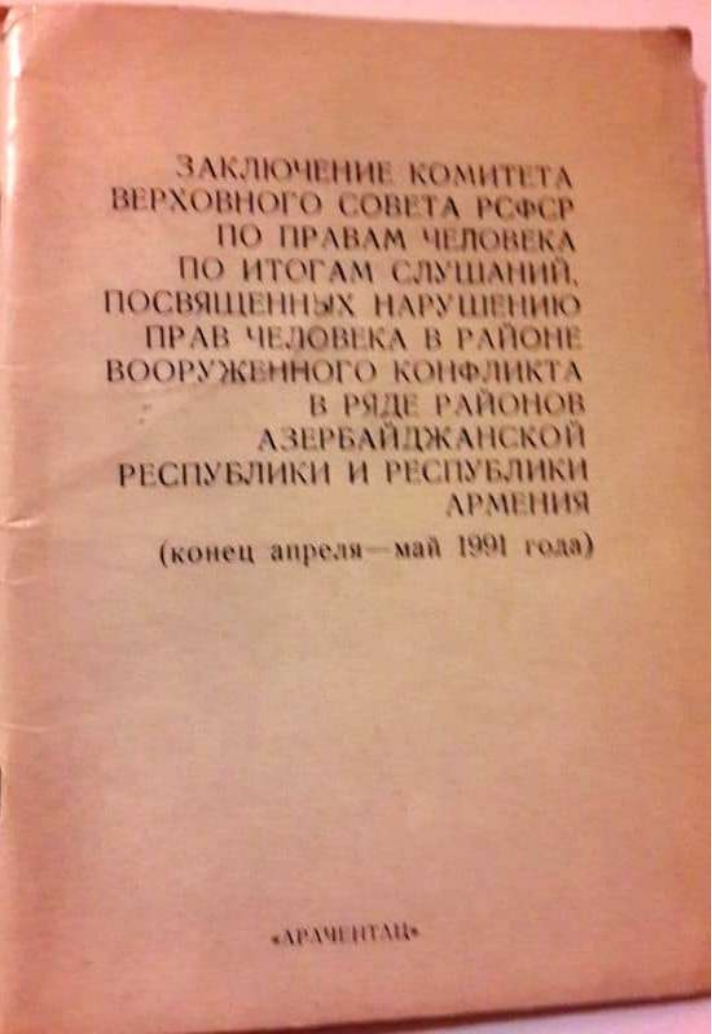 ЗАКЛЮЧЕНИЕ КОМИТЕТА
ВЕРХОВНОГО СОВЕТА РСФСР
ПО ПРАВАМ ЧЕЛОВЕКА
ПО ИТОГАМ СЛУШАНИЙ,
ПОСВЯЩЕННЫХ НАРУШЕНИЮ
ПРАВ ЧЕЛОВЕКА В РАЙОНЕ
ВООРУЖЕННОГО КОНФЛИКТА
В РЯДЕ РАЙОНОВ
АЗЕРБАЙДЖАНСКОЙ
РЕСПУБЛИКИ И РЕСПУБЛИКИ
АРМЕНИЯ
(конец апреля—май 1991 года)
«АРАЧЕНТАЦ»